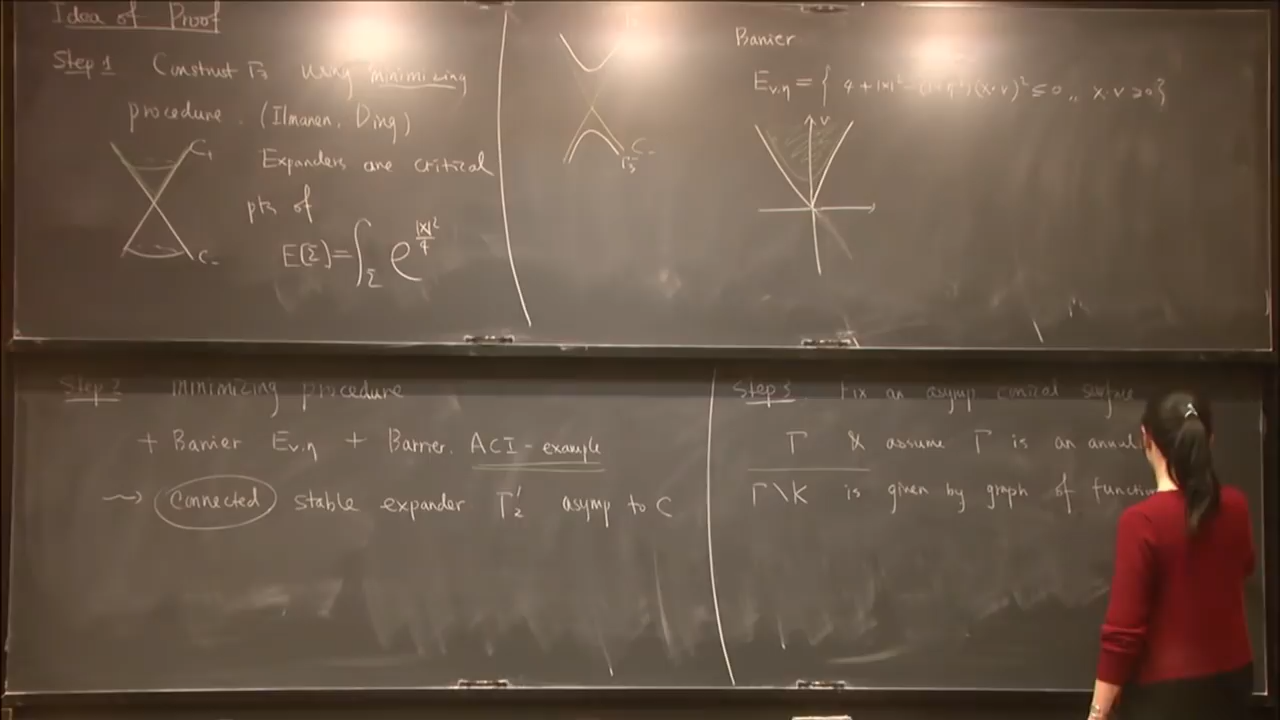 Idea of Proof
Step 1 Construct Γ₃ using minimizing
procedure. (Ilmanen, Ding)
C₊
Expanders are critical
pts of
C₋
E[Σ] = ∫_Σ e^{|x|²/4}
C₋
Γ₃⁻
Barrier
E_{v,η} = { 4 + |x|² - (1+η⁻²)(x·v)² ≤ 0, x·v ≥ 0}
v
Step 2 minimizing procedure
+ Barrier E_{v,η} + Barrier. ACI-example
⇝ Connected stable expander Γ₂' asymp to C
Step 3. Fix an asymp conical surface
Γ & assume Γ is an annul
Γ\K is given by graph of function